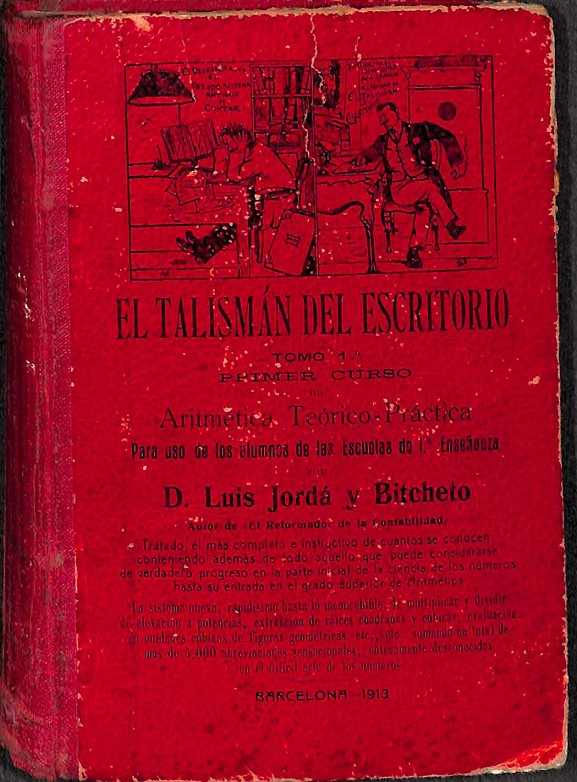 EL TALISMÁN DEL ESCRITORIO
TOMO 1.º
PRIMER CURSO
DE
Aritmética Teórico-Práctica
Para uso de los alumnos de las Escuelas de 1.ª Enseñanza
POR
D. Luis Jordá y Bitcheto
Autor de «El Reformador de la Contabilidad»
Tratado el más completo e instructivo de cuantos se conocen
conteniendo además de todo aquello que puede considerarse
de verdadero progreso en la parte inicial de la ciencia de los números
hasta su entrada en el grado superior de Aritmética
Un sistema nuevo, rapidísimo hasta lo inconcebible, de multiplicar y dividir
de elevación a potencias, extracción de raíces cuadradas y cúbicas, evaluación
en unidades cúbicas de figuras geométricas, etc., etc., sumando un total de
más de 5,000 abreviaciones sensacionales, enteramente desconocidas
en el difícil arte de los números
BARCELONA - 1913